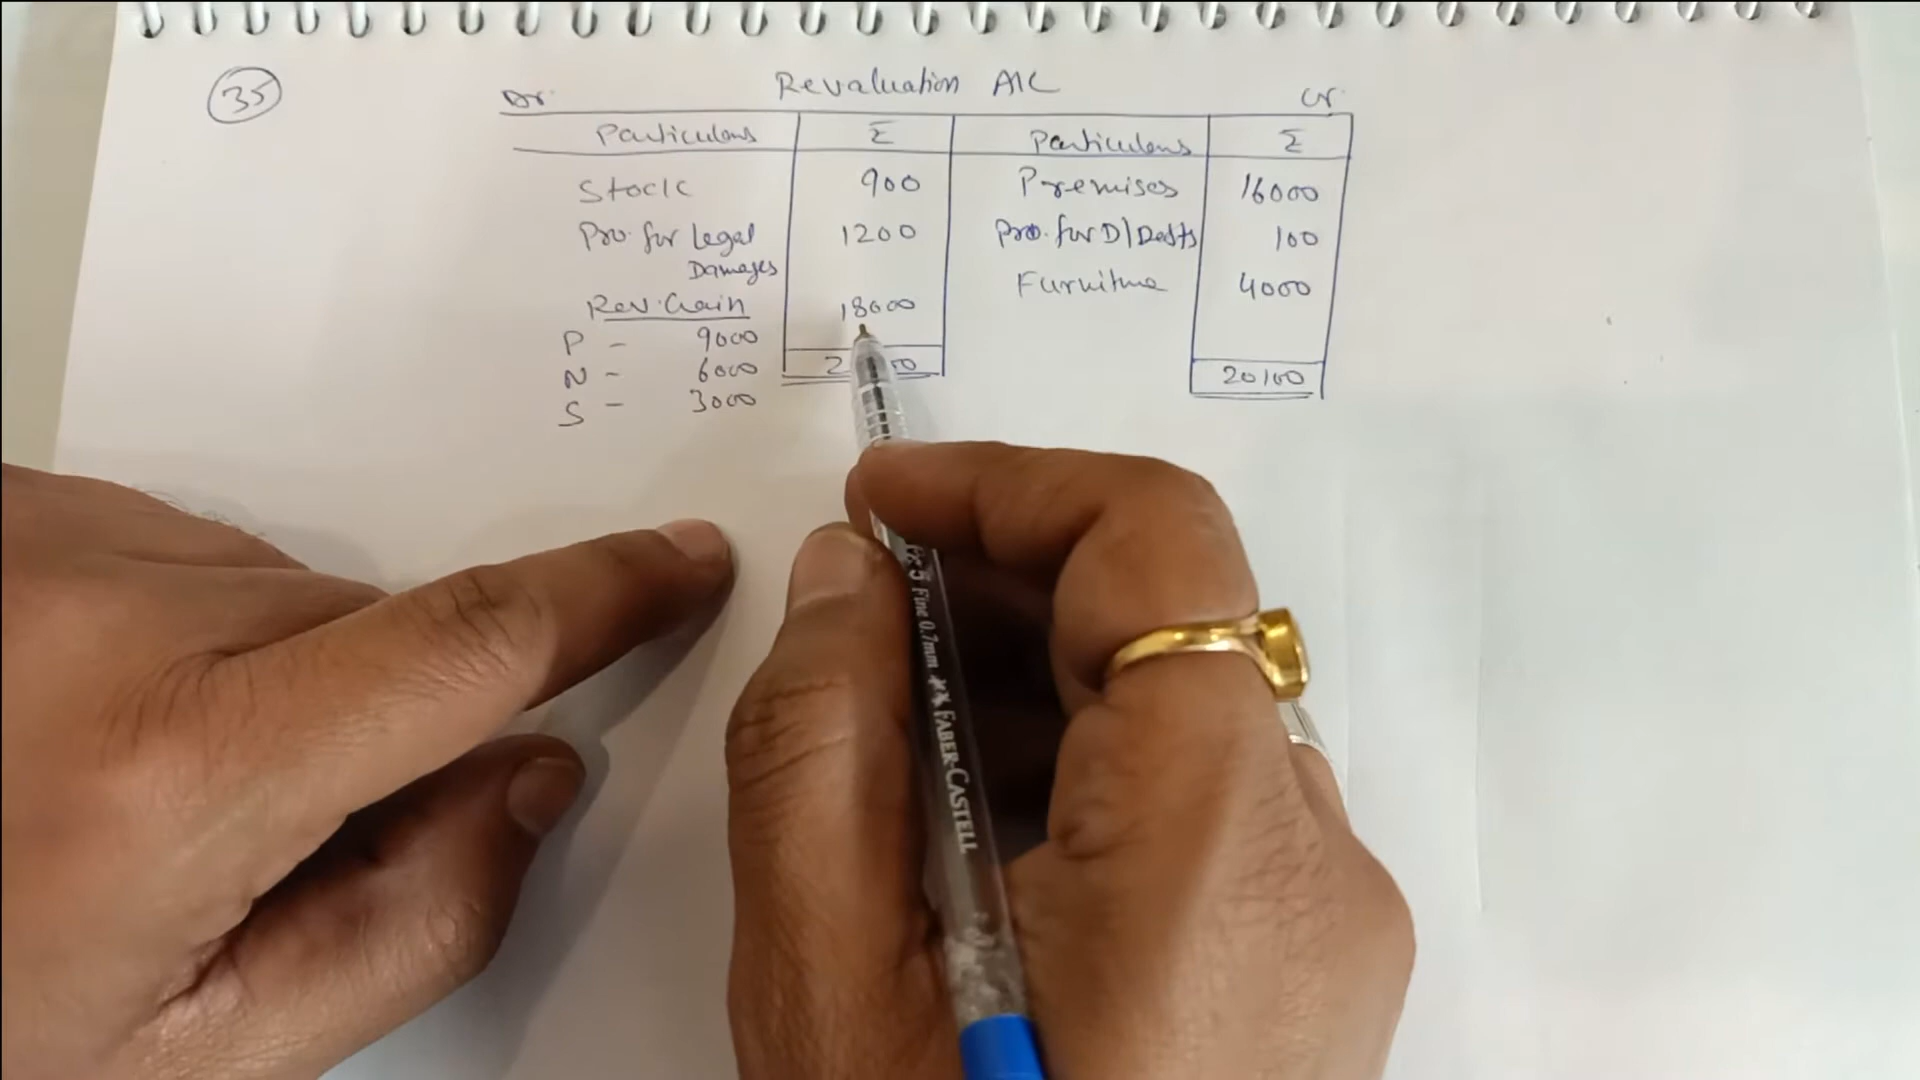 35
Revaluation A/C
Dr. Cr.
Particulars ₹ Particulars ₹
Stock 900 Premises 16000
Pro. for Legal Damages 1200 Pro. for D/Debts 100
Furniture 4000
Rev. Gain 18000
P - 9000
N - 6000 20100
S - 3000
Fine 0.7mm
FABER-CASTELL